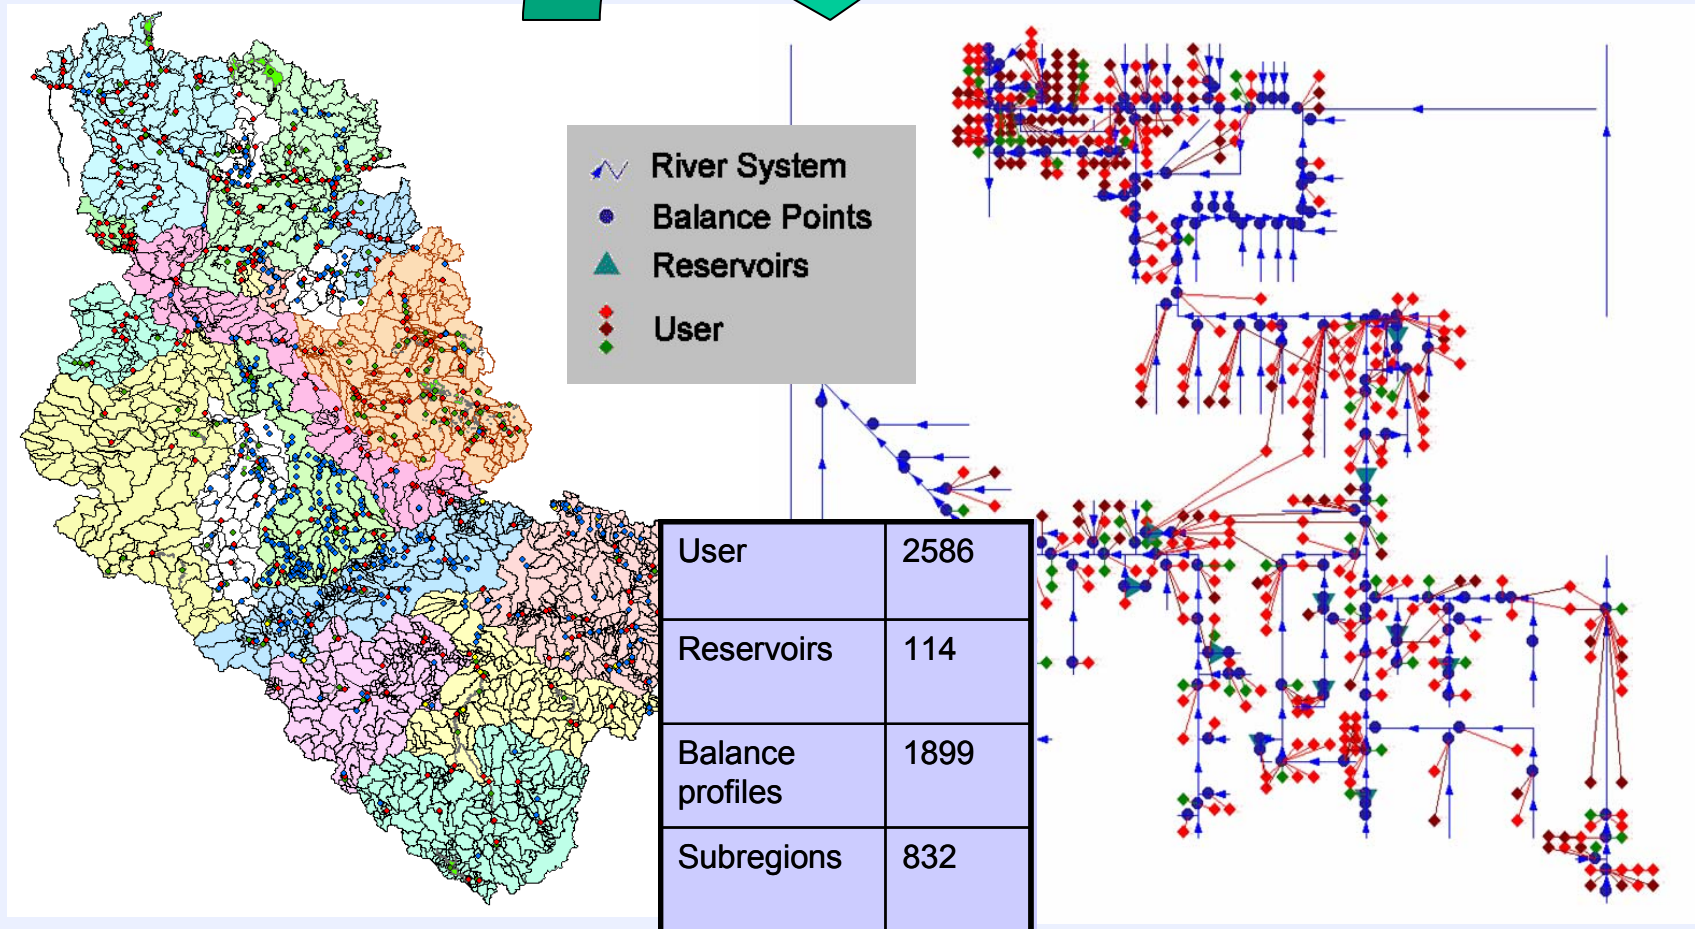 River System
Balance Points
Reservoirs
User
User 2586
Reservoirs 114
Balance 1899
profiles
Subregions 832